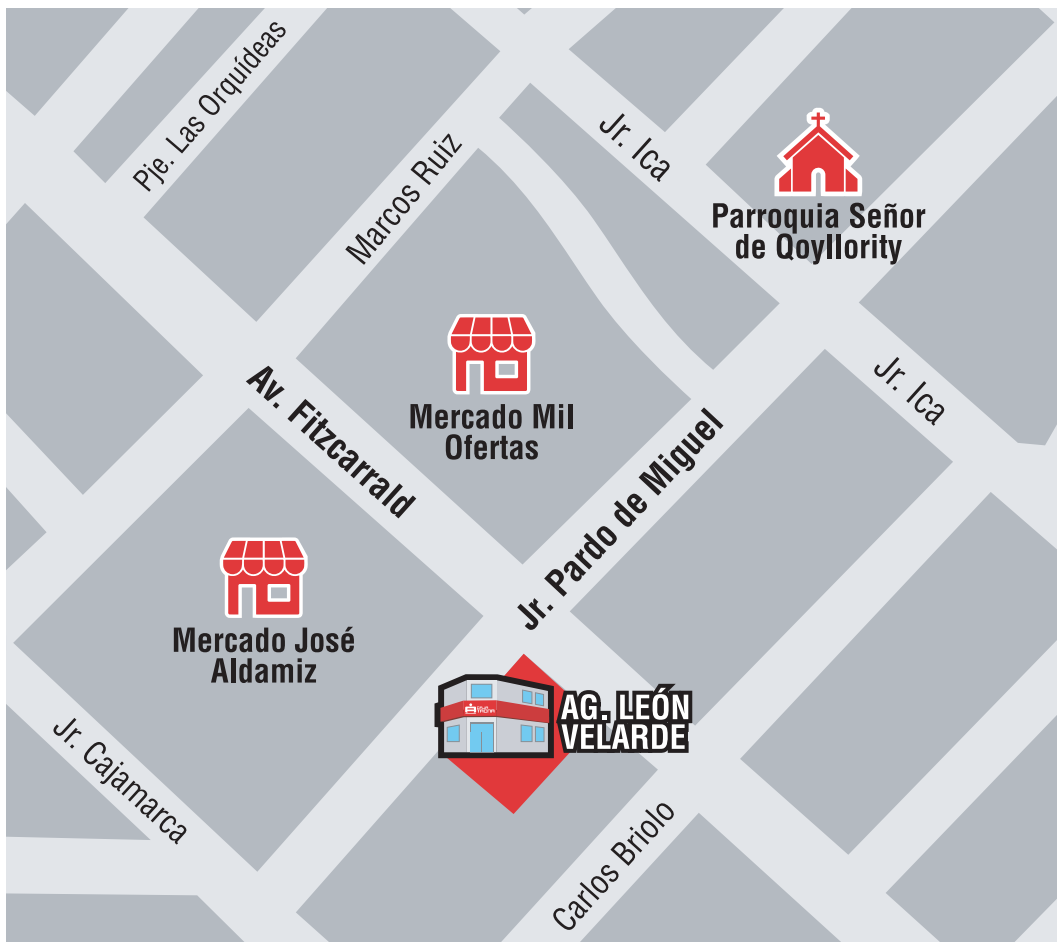 Pje. Las Orquídeas
Jr. Ica
Marcos Ruiz
Parroquia Señor
de Qoyllority
Jr. Ica
Av. Fitzcarrald
Mercado Mil
Ofertas
Jr. Pardo de Miguel
Mercado José
Aldamiz
AG. LEÓN
VELARDE
Jr. Cajamarca
Carlos Briolo